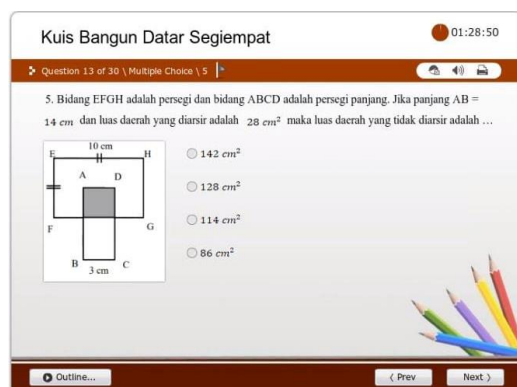 Kuis Bangun Datar Segiempat
01:28:50
Question 13 of 30 \ Multiple Choice \ 5
5. Bidang EFGH adalah persegi dan bidang ABCD adalah persegi panjang. Jika panjang AB =
14 cm dan luas daerah yang diarsir adalah 28 cm² maka luas daerah yang tidak diarsir adalah ...
10 cm
E H
A D
F G
B C
3 cm
142 cm²
128 cm²
114 cm²
86 cm²
Outline...
Prev Next